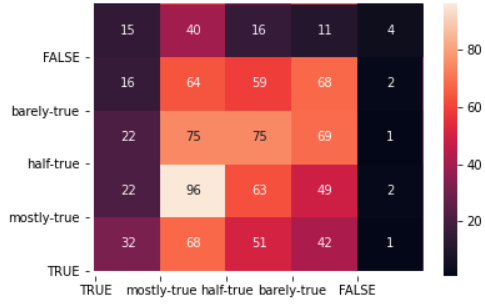 15 40 16 11 4
FALSE
16 64 59 68 2
barely-true
22 75 75 69 1
half-true
22 96 63 49 2
mostly-true
32 68 51 42 1
TRUE
TRUE mostly-true half-true barely-true FALSE
80
60
40
20